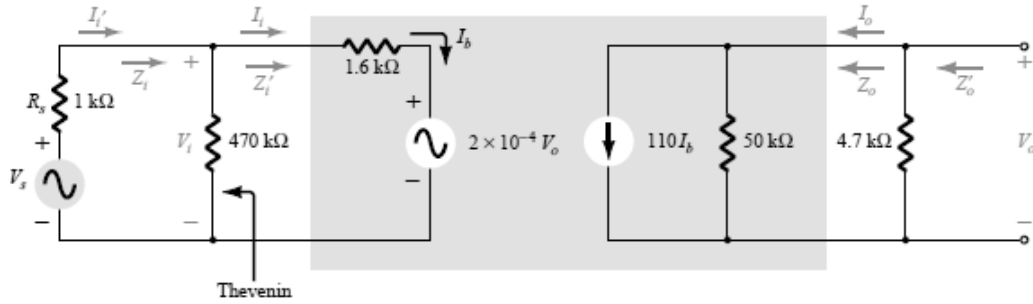 I_i′
I_i
I_b
I_o
Z_i
+
Z_i′
1.6 kΩ
Z_o
Z_o′
+
R_s
1 kΩ
+
+
V_i
470 kΩ
2 × 10⁻⁴ V_o
110I_b
50 kΩ
4.7 kΩ
V_o
V_s
−
−
−
−
Thevenin